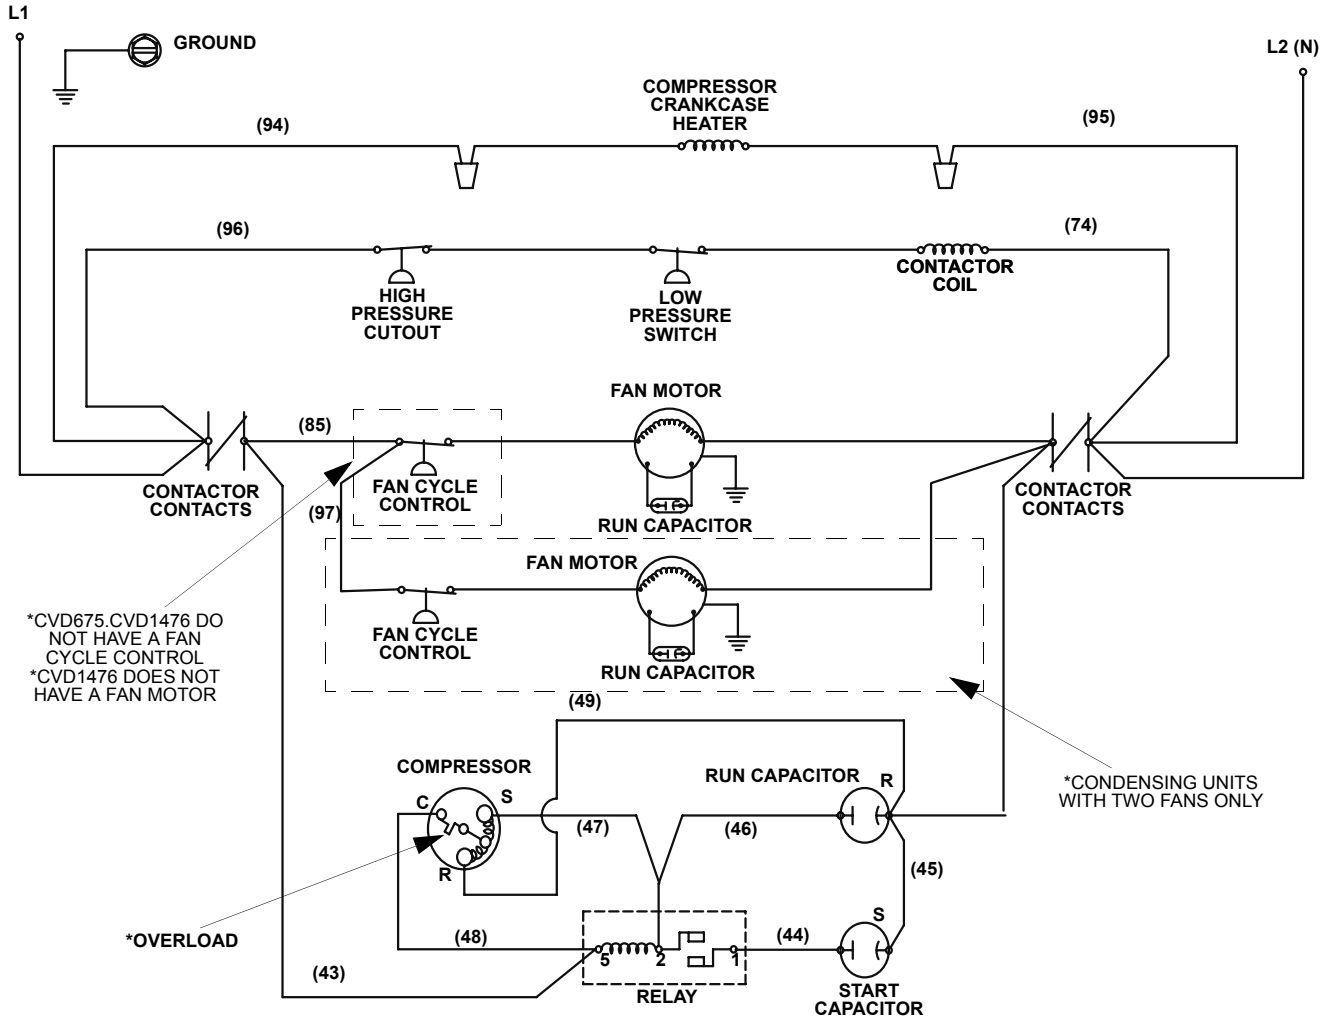 L1
GROUND
L2 (N)
COMPRESSOR
CRANKCASE
HEATER
(94)
(95)
(96)
(74)
HIGH
PRESSURE
CUTOUT
LOW
PRESSURE
SWITCH
CONTACTOR
COIL
FAN MOTOR
(85)
CONTACTOR
CONTACTS
FAN CYCLE
CONTROL
(97)
RUN CAPACITOR
CONTACTOR
CONTACTS
FAN MOTOR
FAN CYCLE
CONTROL
RUN CAPACITOR
*CVD675.CVD1476 DO
NOT HAVE A FAN
CYCLE CONTROL
*CVD1476 DOES NOT
HAVE A FAN MOTOR
(49)
COMPRESSOR
RUN CAPACITOR
R
*CONDENSING UNITS
WITH TWO FANS ONLY
C
S
(47)
(46)
R
(45)
*OVERLOAD
(48)
S
(44)
5
2
1
(43)
RELAY
START
CAPACITOR